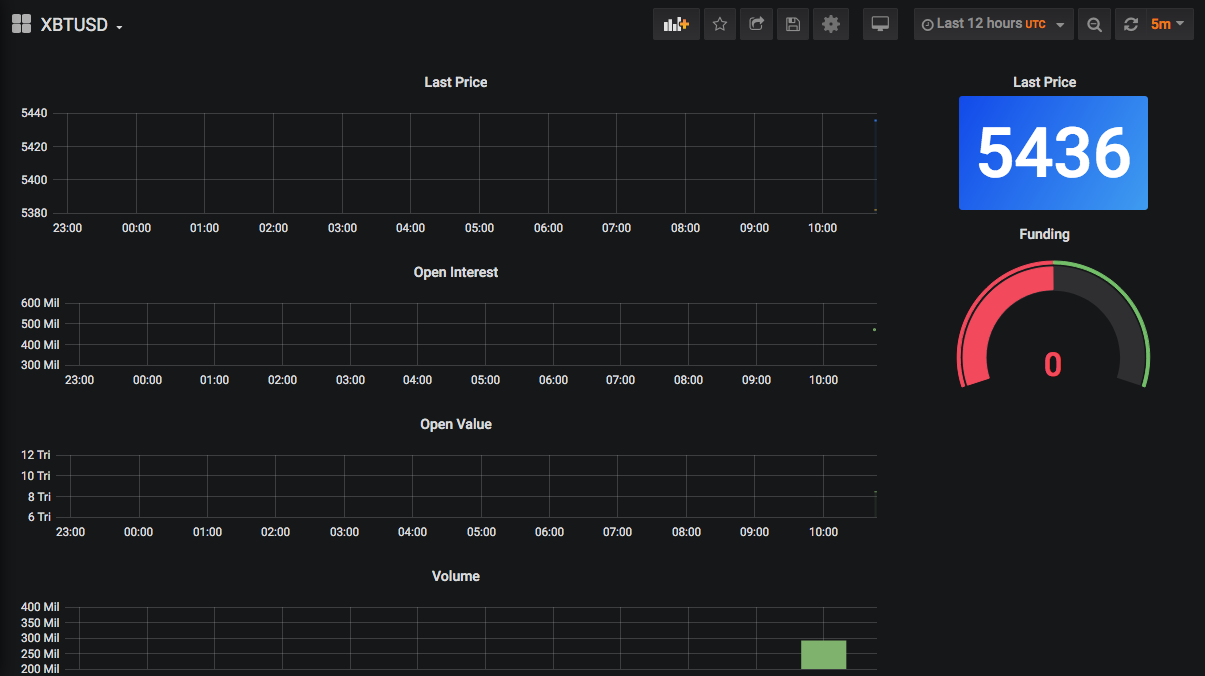 XBTUSD
Last 12 hours UTC
5m
Last Price
5440
5420
5400
5380
23:00 00:00 01:00 02:00 03:00 04:00 05:00 06:00 07:00 08:00 09:00 10:00
Last Price
5436
Funding
0
Open Interest
600 Mil
500 Mil
400 Mil
300 Mil
23:00 00:00 01:00 02:00 03:00 04:00 05:00 06:00 07:00 08:00 09:00 10:00
Open Value
12 Tri
10 Tri
8 Tri
6 Tri
23:00 00:00 01:00 02:00 03:00 04:00 05:00 06:00 07:00 08:00 09:00 10:00
Volume
400 Mil
350 Mil
300 Mil
250 Mil
200 Mil